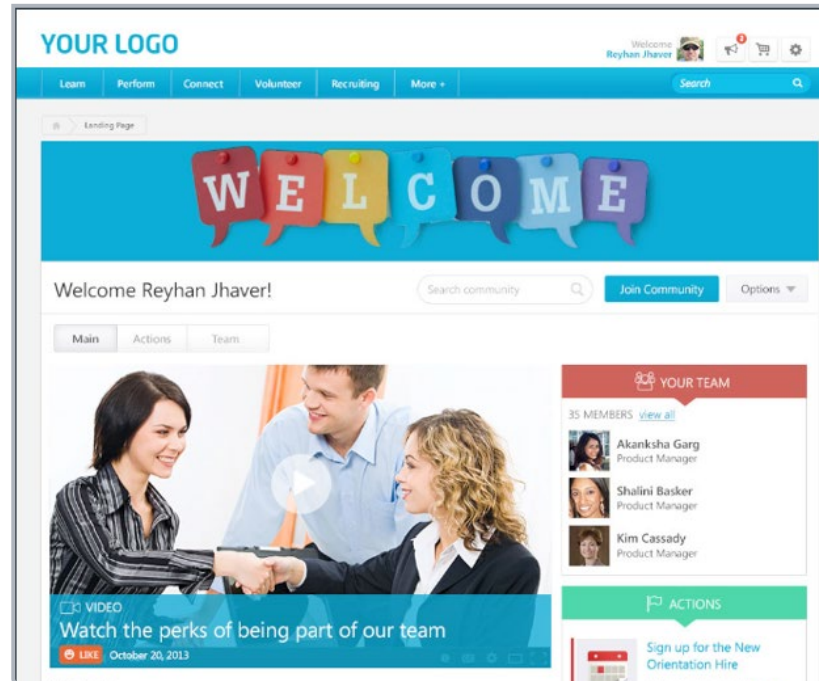 YOUR LOGO
Welcome
Reyhan Jhaver
2
Learn Perform Connect Volunteer Recruiting More +
Search
Landing Page
WELCOME
Welcome Reyhan Jhaver!
Search community
Join Community
Options
Main Actions Team
YOUR TEAM
35 MEMBERS view all
Akanksha Garg
Product Manager
Shalini Basker
Product Manager
Kim Cassady
Product Manager
VIDEO
Watch the perks of being part of our team
LIKE October 20, 2013
ACTIONS
Sign up for the New
Orientation Hire